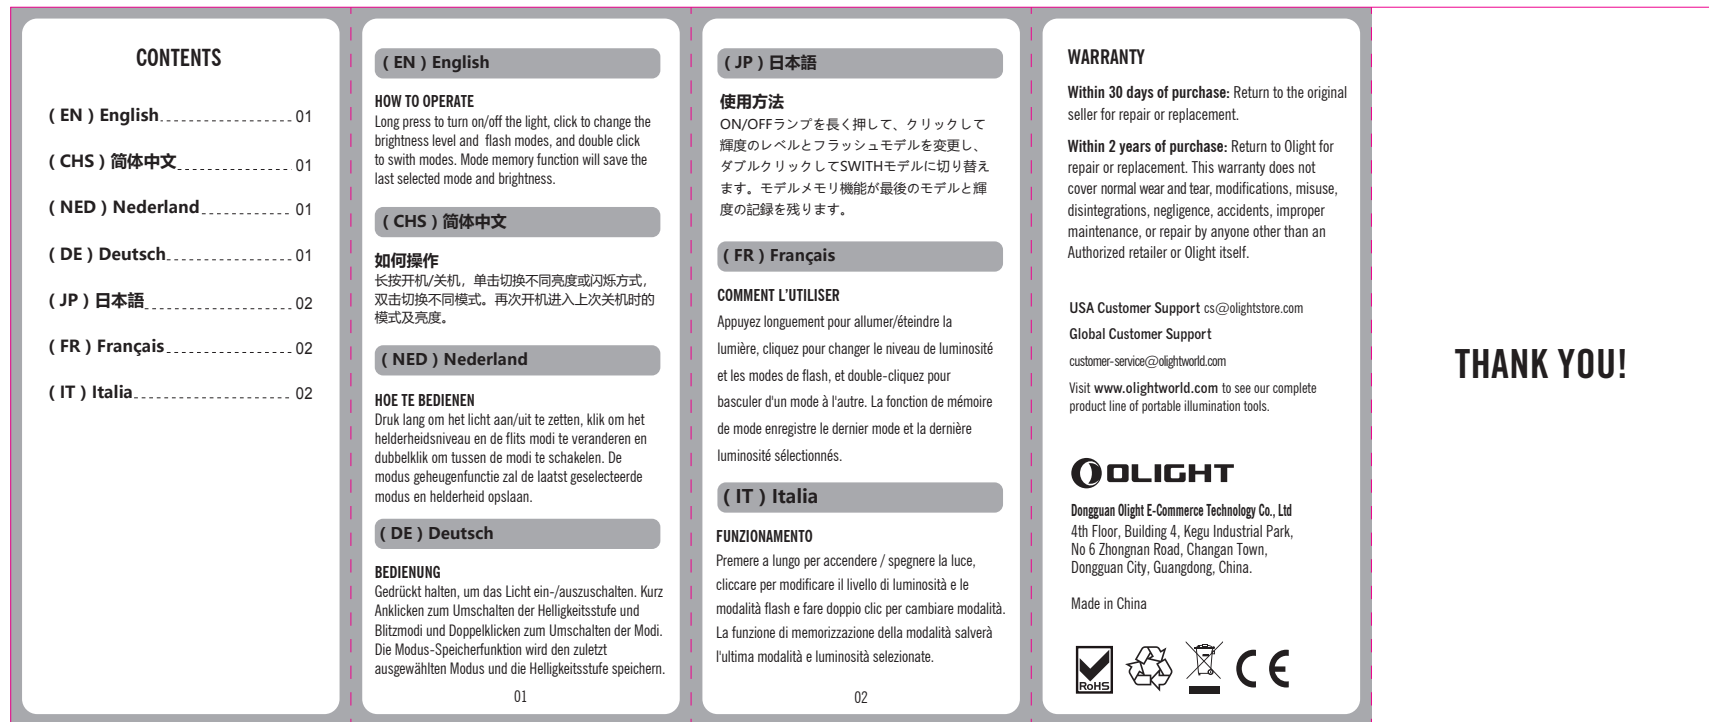 CONTENTS
( EN ) English 01
( CHS ) 简体中文 01
( NED ) Nederland 01
( DE ) Deutsch 01
( JP ) 日本語 02
( FR ) Français 02
( IT ) Italia 02
( EN ) English
HOW TO OPERATE
Long press to turn on/off the light, click to change the
brightness level and flash modes, and double click
to swith modes. Mode memory function will save the
last selected mode and brightness.
( CHS ) 简体中文
如何操作
长按开机/关机，单击切换不同亮度或闪烁方式，
双击切换不同模式。再次开机进入上次关机时的
模式及亮度。
( NED ) Nederland
HOE TE BEDIENEN
Druk lang om het licht aan/uit te zetten, klik om het
helderheidsniveau en de flits modi te veranderen en
dubbelklik om tussen de modi te schakelen. De
modus geheugenfunctie zal de laatst geselecteerde
modus en helderheid opslaan.
( DE ) Deutsch
BEDIENUNG
Gedrückt halten, um das Licht ein-/auszuschalten. Kurz
Anklicken zum Umschalten der Helligkeitsstufe und
Blitzmodi und Doppelklicken zum Umschalten der Modi.
Die Modus-Speicherfunktion wird den zuletzt
ausgewählten Modus und die Helligkeitsstufe speichern.
01
( JP ) 日本語
使用方法
ON/OFFランプを長く押して、クリックして
輝度のレベルとフラッシュモデルを変更し、
ダブルクリックしてSWITHモデルに切り替え
ます。モデルメモリ機能が最後のモデルと輝
度の記録を残ります。
( FR ) Français
COMMENT L'UTILISER
Appuyez longuement pour allumer/éteindre la
lumière, cliquez pour changer le niveau de luminosité
et les modes de flash, et double-cliquez pour
basculer d'un mode à l'autre. La fonction de mémoire
de mode enregistre le dernier mode et la dernière
luminosité sélectionnés.
( IT ) Italia
FUNZIONAMENTO
Premere a lungo per accendere / spegnere la luce,
cliccare per modificare il livello di luminosità e le
modalità flash e fare doppio clic per cambiare modalità.
La funzione di memorizzazione della modalità salverà
l'ultima modalità e luminosità selezionate.
02
WARRANTY
Within 30 days of purchase: Return to the original
seller for repair or replacement.
Within 2 years of purchase: Return to Olight for
repair or replacement. This warranty does not
cover normal wear and tear, modifications, misuse,
disintegrations, negligence, accidents, improper
maintenance, or repair by anyone other than an
Authorized retailer or Olight itself.
USA Customer Support cs@olightstore.com
Global Customer Support
customer-service@olightworld.com
Visit www.olightworld.com to see our complete
product line of portable illumination tools.
OLIGHT
Dongguan Olight E-Commerce Technology Co., Ltd
4th Floor, Building 4, Kegu Industrial Park,
No 6 Zhongnan Road, Changan Town,
Dongguan City, Guangdong, China.
Made in China
RoHS
CE
THANK YOU!